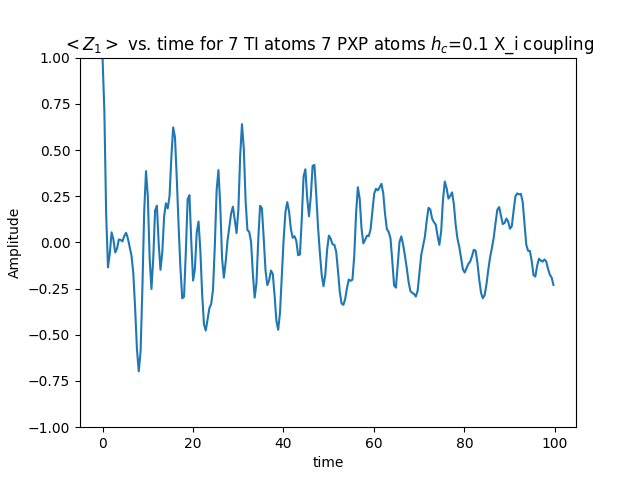 < Z₁ > vs. time for 7 TI atoms 7 PXP atoms h_c=0.1 X_i coupling
1.00
0.75
0.50
0.25
0.00
−0.25
−0.50
−0.75
−1.00
Amplitude
0 20 40 60 80 100
time